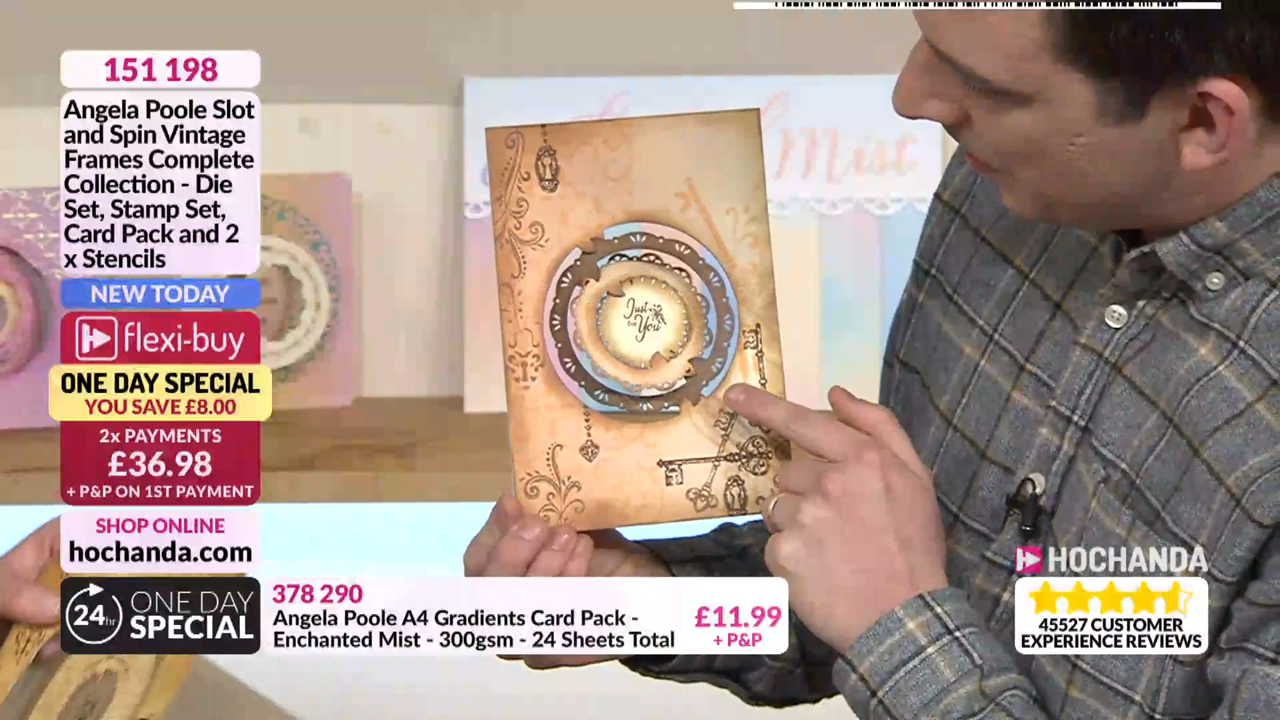 151 198
Angela Poole Slot
and Spin Vintage
Frames Complete
Collection - Die
Set, Stamp Set,
Card Pack and 2
x Stencils
NEW TODAY
flexi-buy
ONE DAY SPECIAL
YOU SAVE £8.00
2x PAYMENTS
£36.98
+ P&P ON 1ST PAYMENT
SHOP ONLINE
hochanda.com
24hr
ONE DAY
SPECIAL
378 290
Angela Poole A4 Gradients Card Pack -
Enchanted Mist - 300gsm - 24 Sheets Total
£11.99
+ P&P
Mist
Just
for
You
HOCHANDA
45527 CUSTOMER
EXPERIENCE REVIEWS